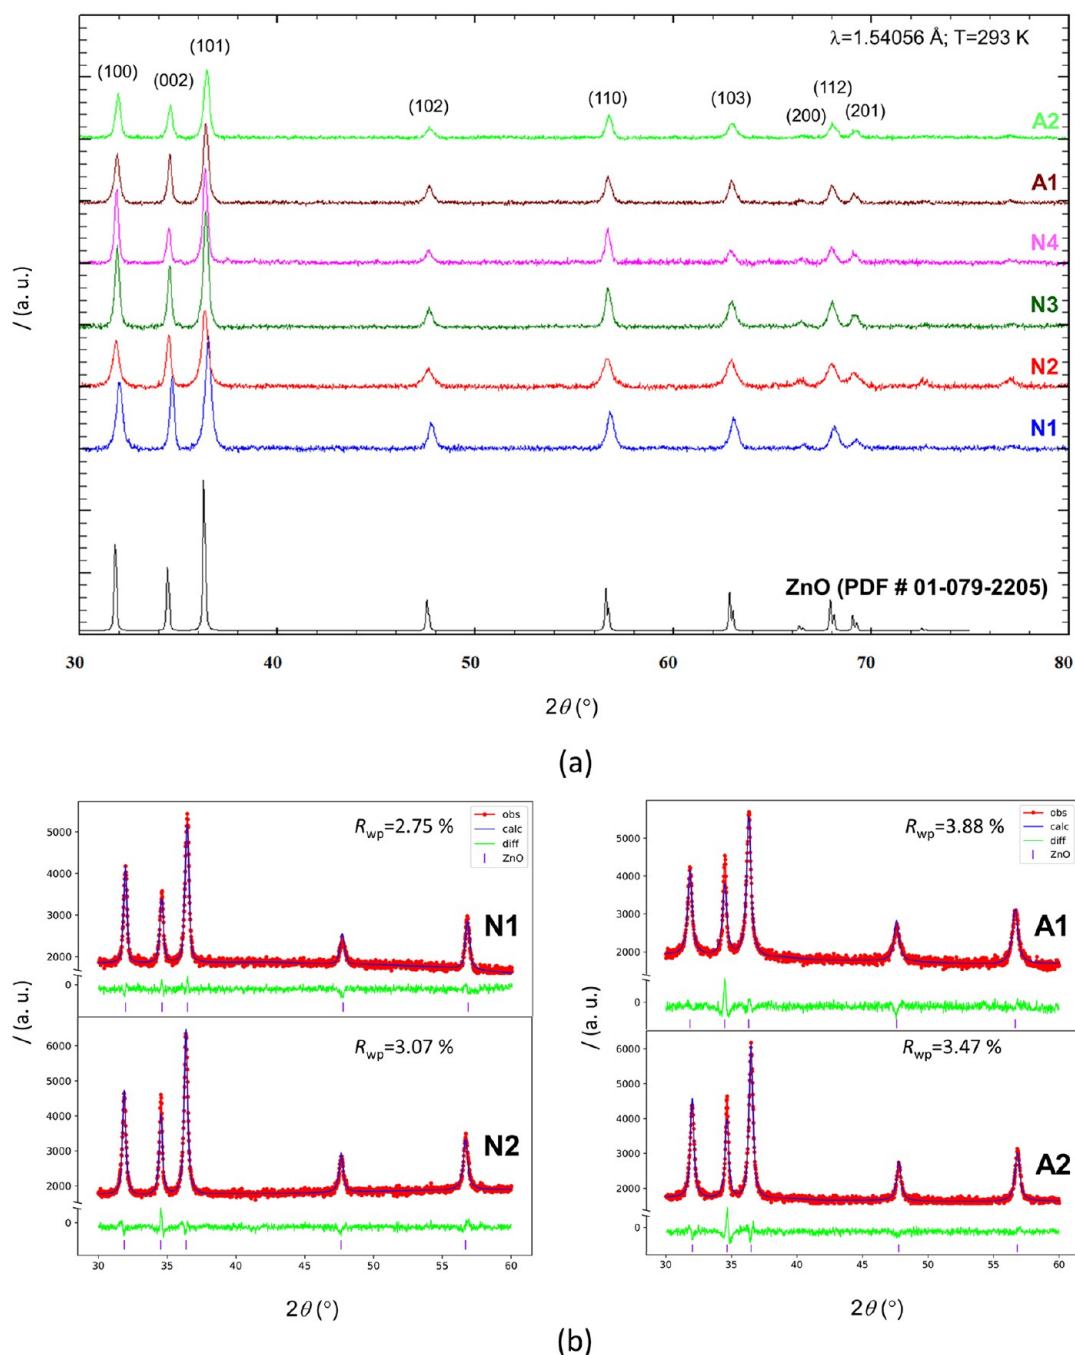 λ=1.54056 Å; T=293 K
(100)
(002)
(101)
(102)
(110)
(103)
(200)
(112)
(201)
A2
A1
N4
N3
N2
N1
ZnO (PDF # 01-079-2205)
I (a. u.)
30 40 50 60 70 80
2θ (°)
(a)
5000
4000
3000
2000
0
Rwp=2.75 %
obs
calc
diff
ZnO
N1
I (a. u.)
6000
5000
4000
3000
2000
0
Rwp=3.07 %
N2
30 35 40 45 50 55 60
2θ (°)
5000
4000
3000
2000
0
Rwp=3.88 %
obs
calc
diff
ZnO
A1
I (a. u.)
6000
5000
4000
3000
2000
0
Rwp=3.47 %
A2
30 35 40 45 50 55 60
2θ (°)
(b)